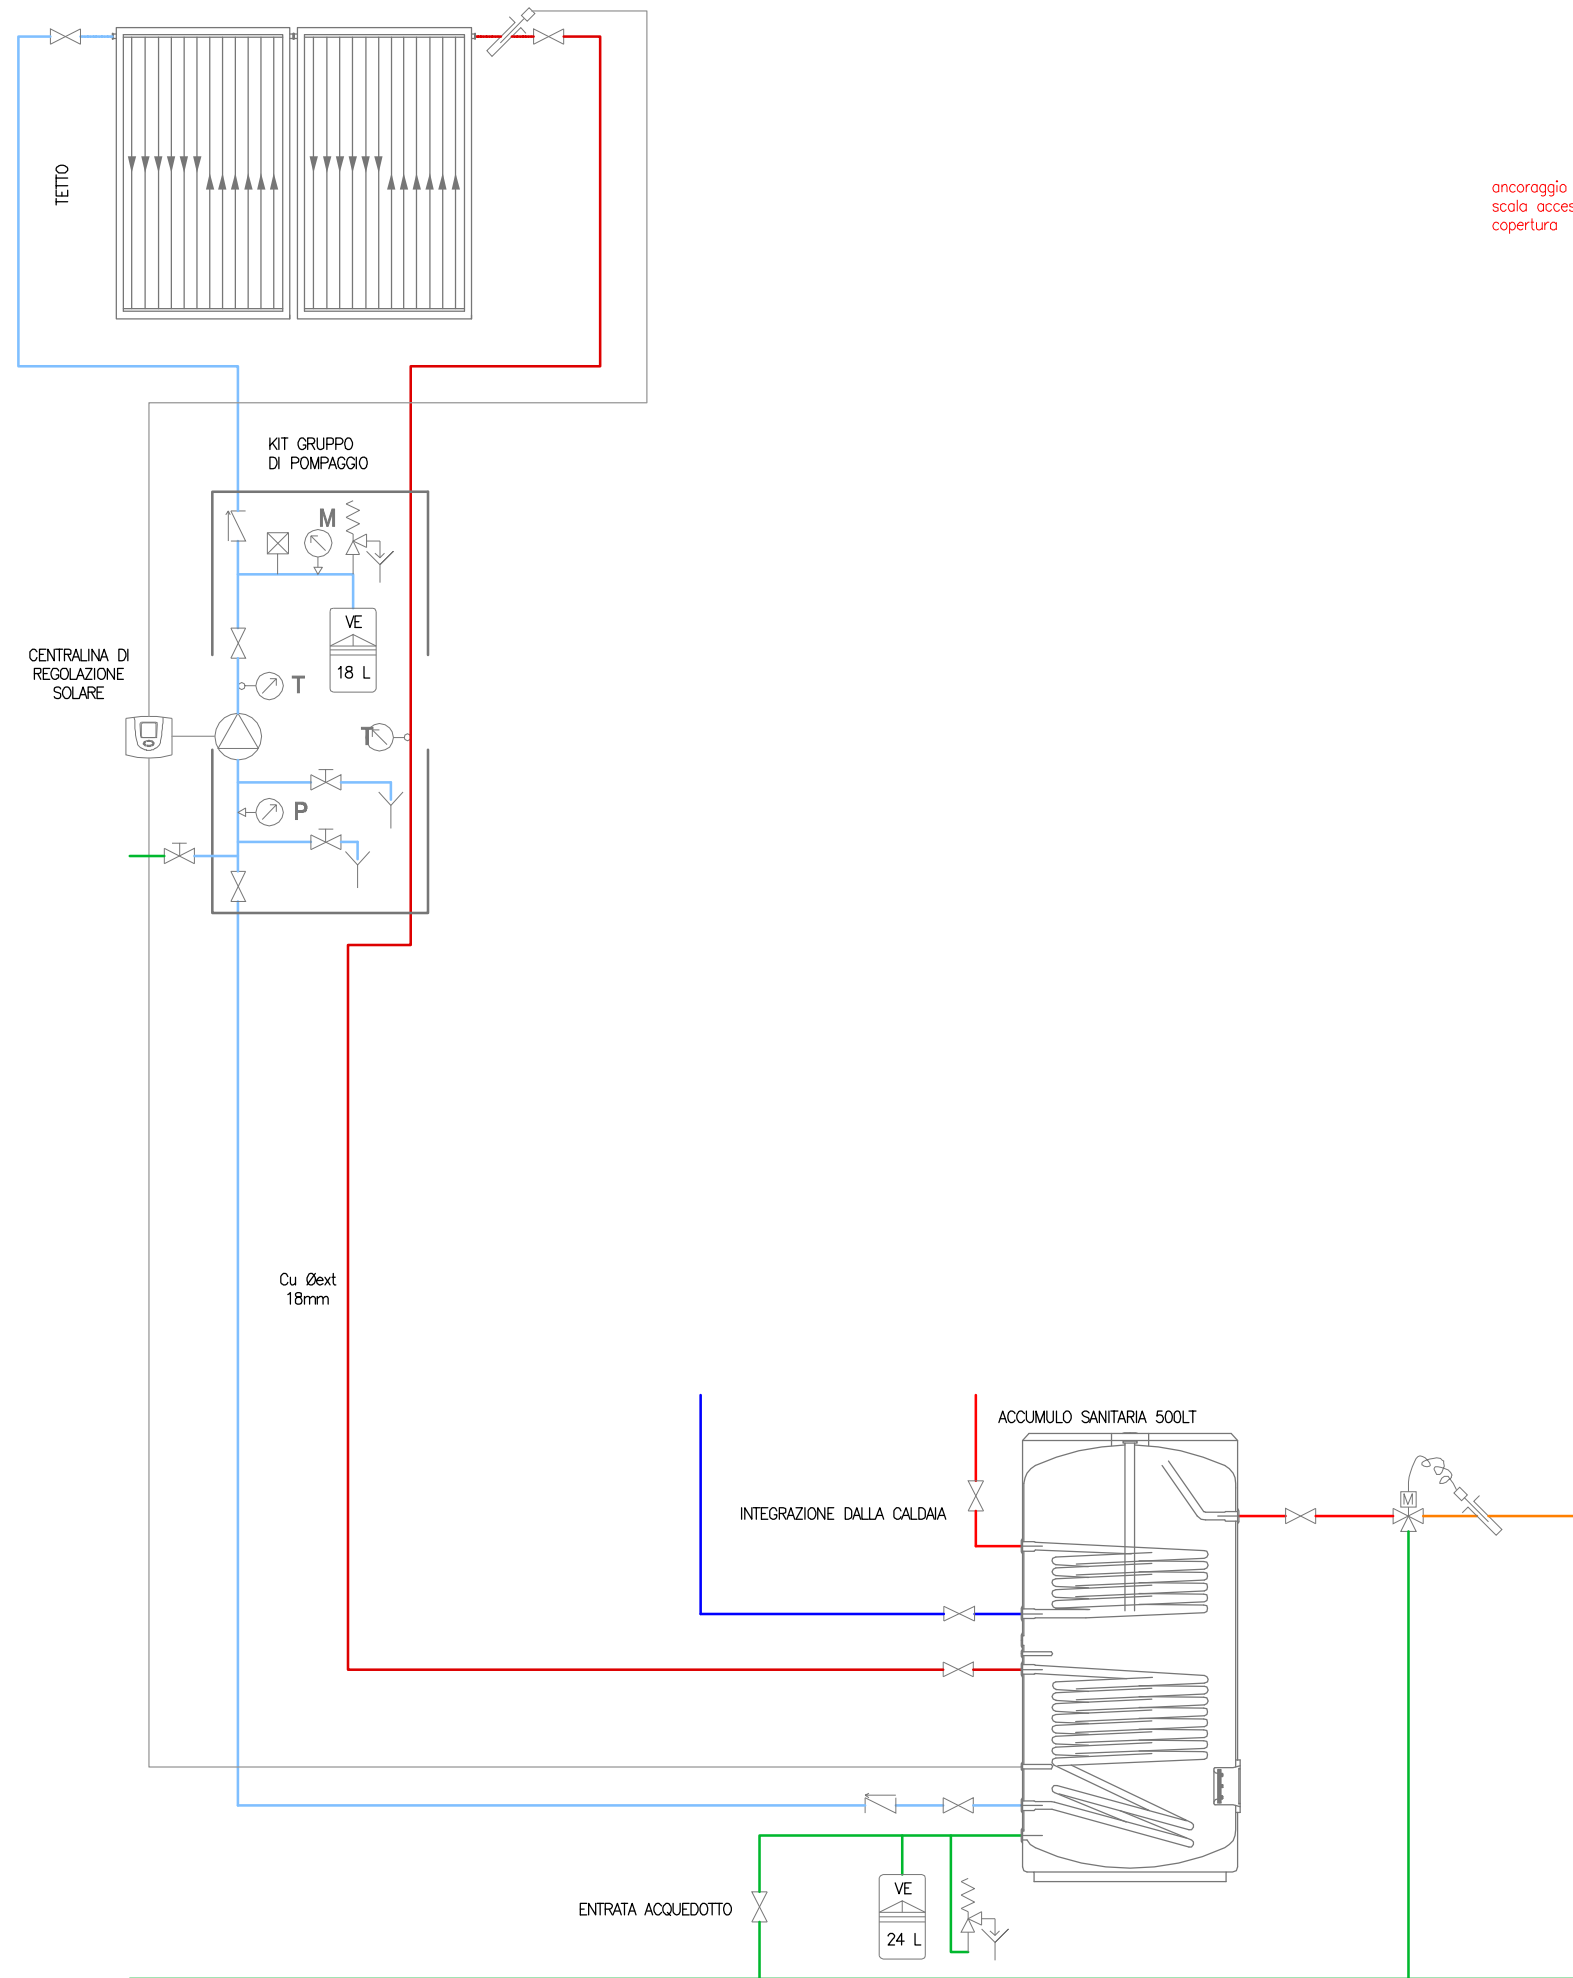 TETTO
ancoraggio
scala
copertura
KIT GRUPPO
DI POMPAGGIO
M
VE
18 L
CENTRALINA DI
REGOLAZIONE
SOLARE
T
T
P
Cu Øext
18mm
ACCUMULO SANITARIA 500LT
INTEGRAZIONE DALLA CALDAIA
M
VE
24 L
ENTRATA ACQUEDOTTO